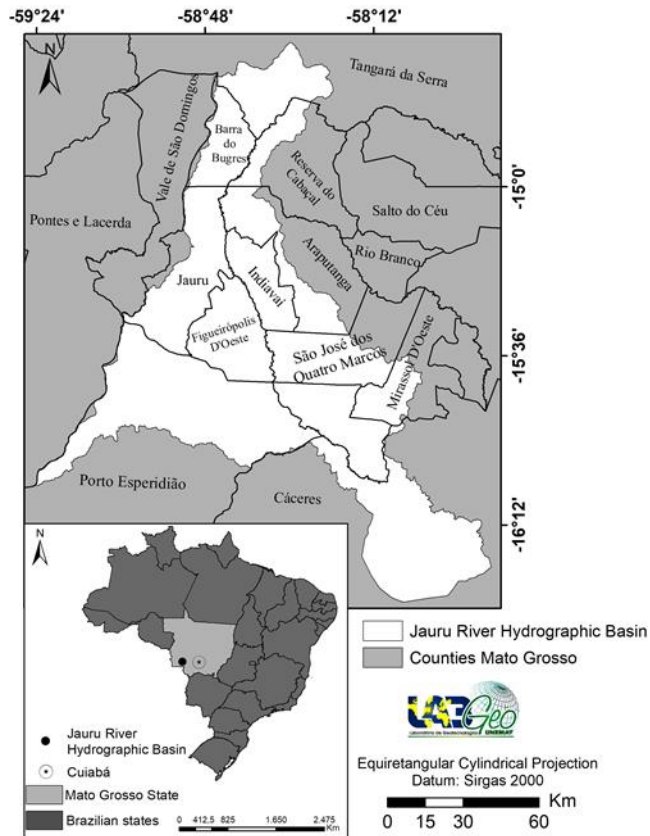 -59°24'
-58°48'
-58°12'
N
Tangará da Serra
Barra
do
Bugres
Vale de São Domingos
Reserva do
Cabaçal
-15°0'
Pontes e Lacerda
Salto do Céu
Rio Branco
Araputanga
Jauru
Indiavaí
Figueirópolis
D'Oeste
São José dos
Quatro Marcos
Mirassol D'Oeste
-15°36'
Porto Esperidião
Cáceres
-16°12'
N
Jauru River
Hydrographic Basin
Cuiabá
Mato Grosso State
Brazilian states
0 412,5 825 1.650 2.475
Km
Jauru River Hydrographic Basin
Counties Mato Grosso
LABGeo
Laboratório de Geotecnologias UNEMAT
Equiretangular Cylindrical Projection
Datum: Sirgas 2000
Km
0 15 30 60